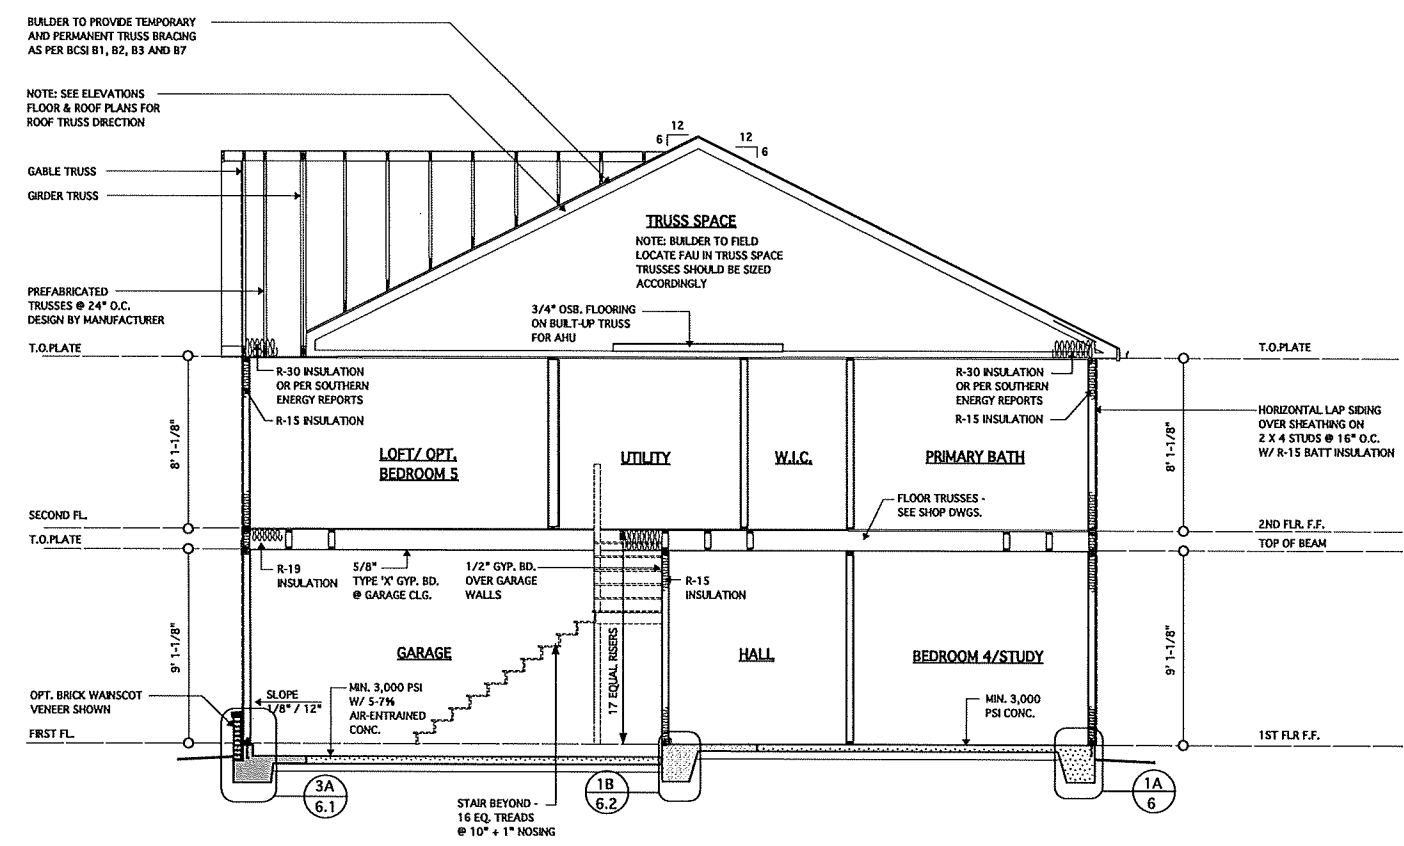 BUILDER TO PROVIDE TEMPORARY
AND PERMANENT TRUSS BRACING
AS PER BCSI B1, B2, B3 AND B7
NOTE: SEE ELEVATIONS
FLOOR & ROOF PLANS FOR
ROOF TRUSS DIRECTION
12
6
12
6
GABLE TRUSS
GIRDER TRUSS
TRUSS SPACE
NOTE: BUILDER TO FIELD
LOCATE FAU IN TRUSS SPACE
TRUSSES SHOULD BE SIZED
ACCORDINGLY
PREFABRICATED
TRUSSES @ 24" O.C.
DESIGN BY MANUFACTURER
3/4" OSB. FLOORING
ON BUILT-UP TRUSS
FOR AHU
T.O.PLATE
T.O.PLATE
R-30 INSULATION
OR PER SOUTHERN
ENERGY REPORTS
R-15 INSULATION
R-30 INSULATION
OR PER SOUTHERN
ENERGY REPORTS
R-15 INSULATION
HORIZONTAL LAP SIDING
OVER SHEATHING ON
2 X 4 STUDS @ 16" O.C.
W/ R-15 BATT INSULATION
8' 1-1/8"
8' 1-1/8"
LOFT/ OPT.
BEDROOM 5
UTILITY
W.I.C.
PRIMARY BATH
FLOOR TRUSSES -
SEE SHOP DWGS.
SECOND FL.
2ND FLR. F.F.
T.O.PLATE
TOP OF BEAM
R-19
INSULATION
5/8"
TYPE 'X' GYP. BD.
@ GARAGE CLG.
1/2" GYP. BD.
OVER GARAGE
WALLS
R-15
INSULATION
9' 1-1/8"
9' 1-1/8"
GARAGE
17 EQUAL RISERS
HALL
BEDROOM 4/STUDY
OPT. BRICK WAINSCOT
VENEER SHOWN
SLOPE
1/8" / 12"
MIN. 3,000 PSI
W/ 5-7%
AIR-ENTRAINED
CONC.
MIN. 3,000
PSI CONC.
FIRST FL.
1ST FLR F.F.
3A
6.1
1B
6.2
1A
6
STAIR BEYOND -
16 EQ. TREADS
@ 10" + 1" NOSING